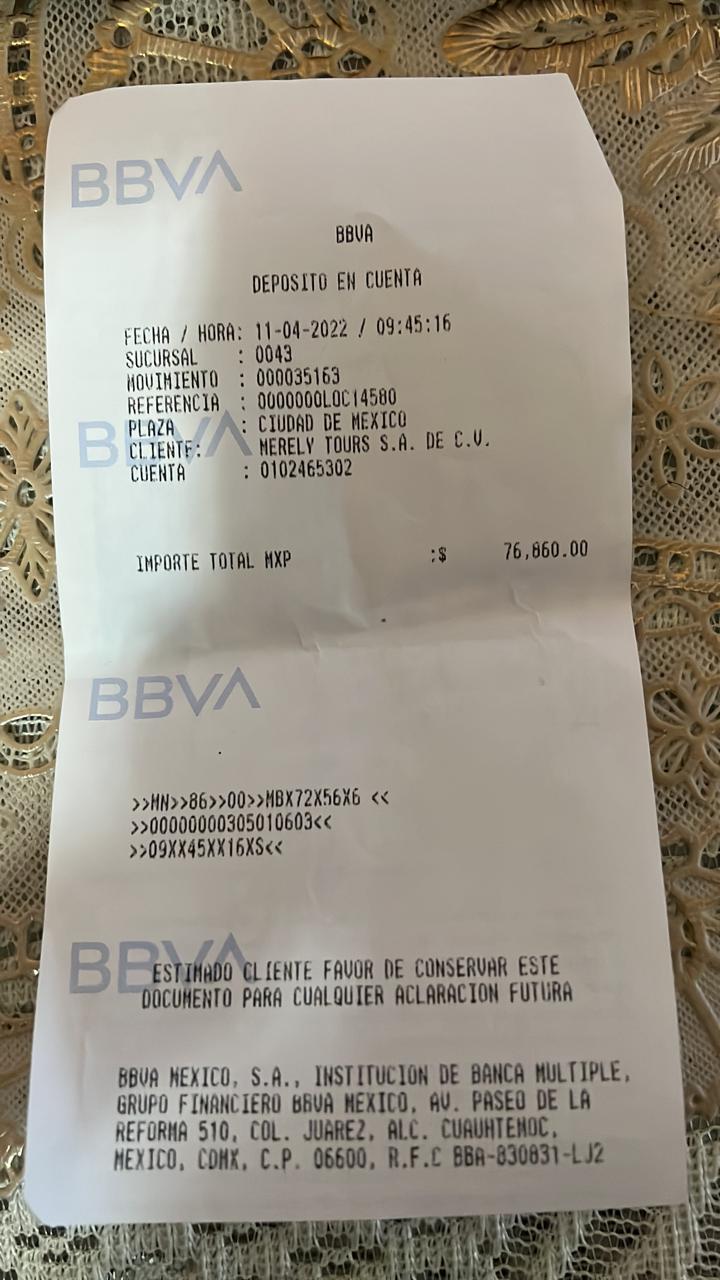 BBVA
BBVA
DEPOSITO EN CUENTA
FECHA / HORA: 11-04-2022 / 09:45:16
SUCURSAL : 0043
MOVIMIENTO : 000035163
REFERENCIA : 0000000LOC14580
PLAZA : CIUDAD DE MEXICO
BBVA
CLIENTE: MERELY TOURS S.A. DE C.V.
CUENTA : 0102465302
IMPORTE TOTAL MXP :$ 76,860.00
BBVA
>>MN>>86>>00>>MBX72X56X6 <<
>>00000000305010603<<
>>09XX45XX16XS<<
BBVA
ESTIMADO CLIENTE FAVOR DE CONSERVAR ESTE
DOCUMENTO PARA CUALQUIER ACLARACION FUTURA
BBVA MEXICO, S.A., INSTITUCION DE BANCA MULTIPLE,
GRUPO FINANCIERO BBVA MEXICO, AV. PASEO DE LA
REFORMA 510, COL. JUAREZ, ALC. CUAUHTEMOC,
MEXICO, CDMX, C.P. 06600, R.F.C BBA-830831-LJ2